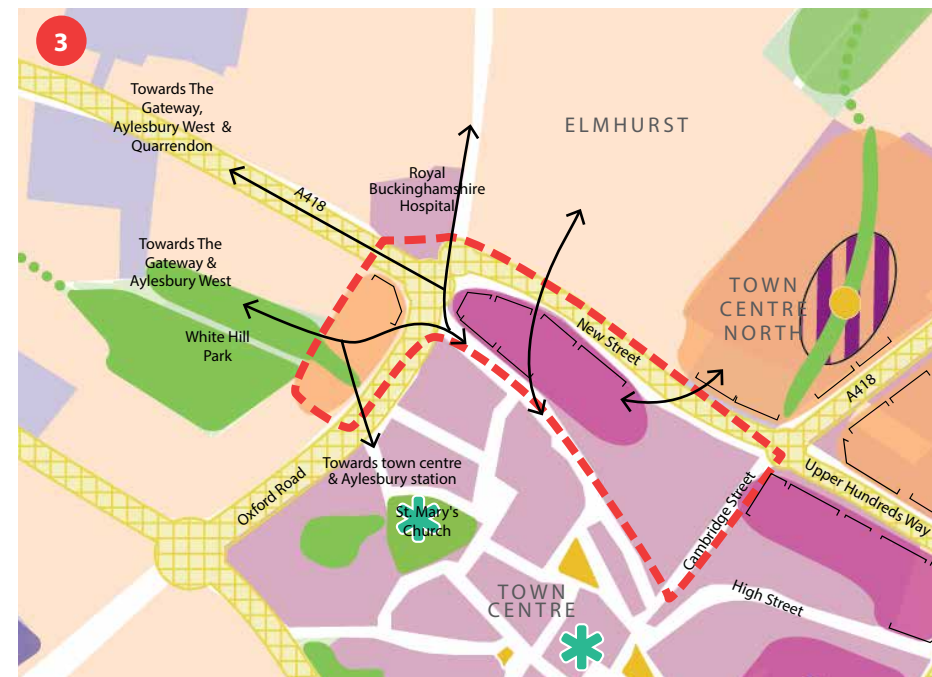 3
Towards The
Gateway,
Aylesbury West &
Quarrendon
ELMHURST
A418
Royal
Buckinghamshire
Hospital
Towards The
Gateway &
Aylesbury West
TOWN
CENTRE
NORTH
White Hill
Park
New Street
A418
Towards town centre
& Aylesbury station
Oxford Road
Upper Hundreds Way
St. Mary's
Church
Cambridge Street
TOWN
CENTRE
High Street